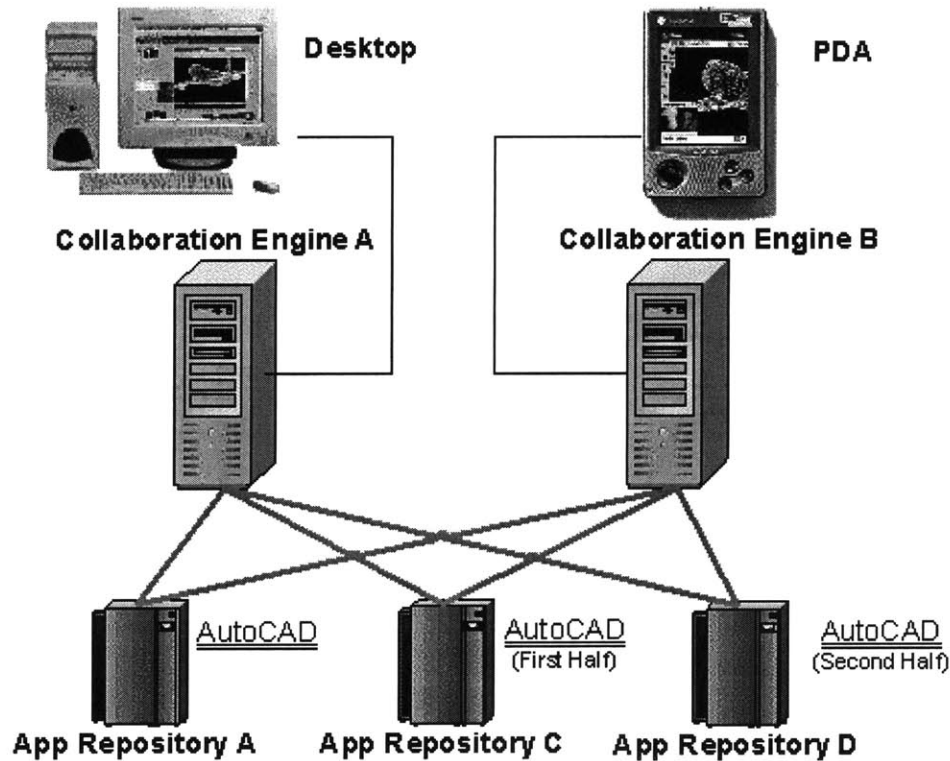 Desktop
PDA
Collaboration Engine A
Collaboration Engine B
AutoCAD
AutoCAD
(First Half)
AutoCAD
(Second Half)
App Repository A
App Repository C
App Repository D